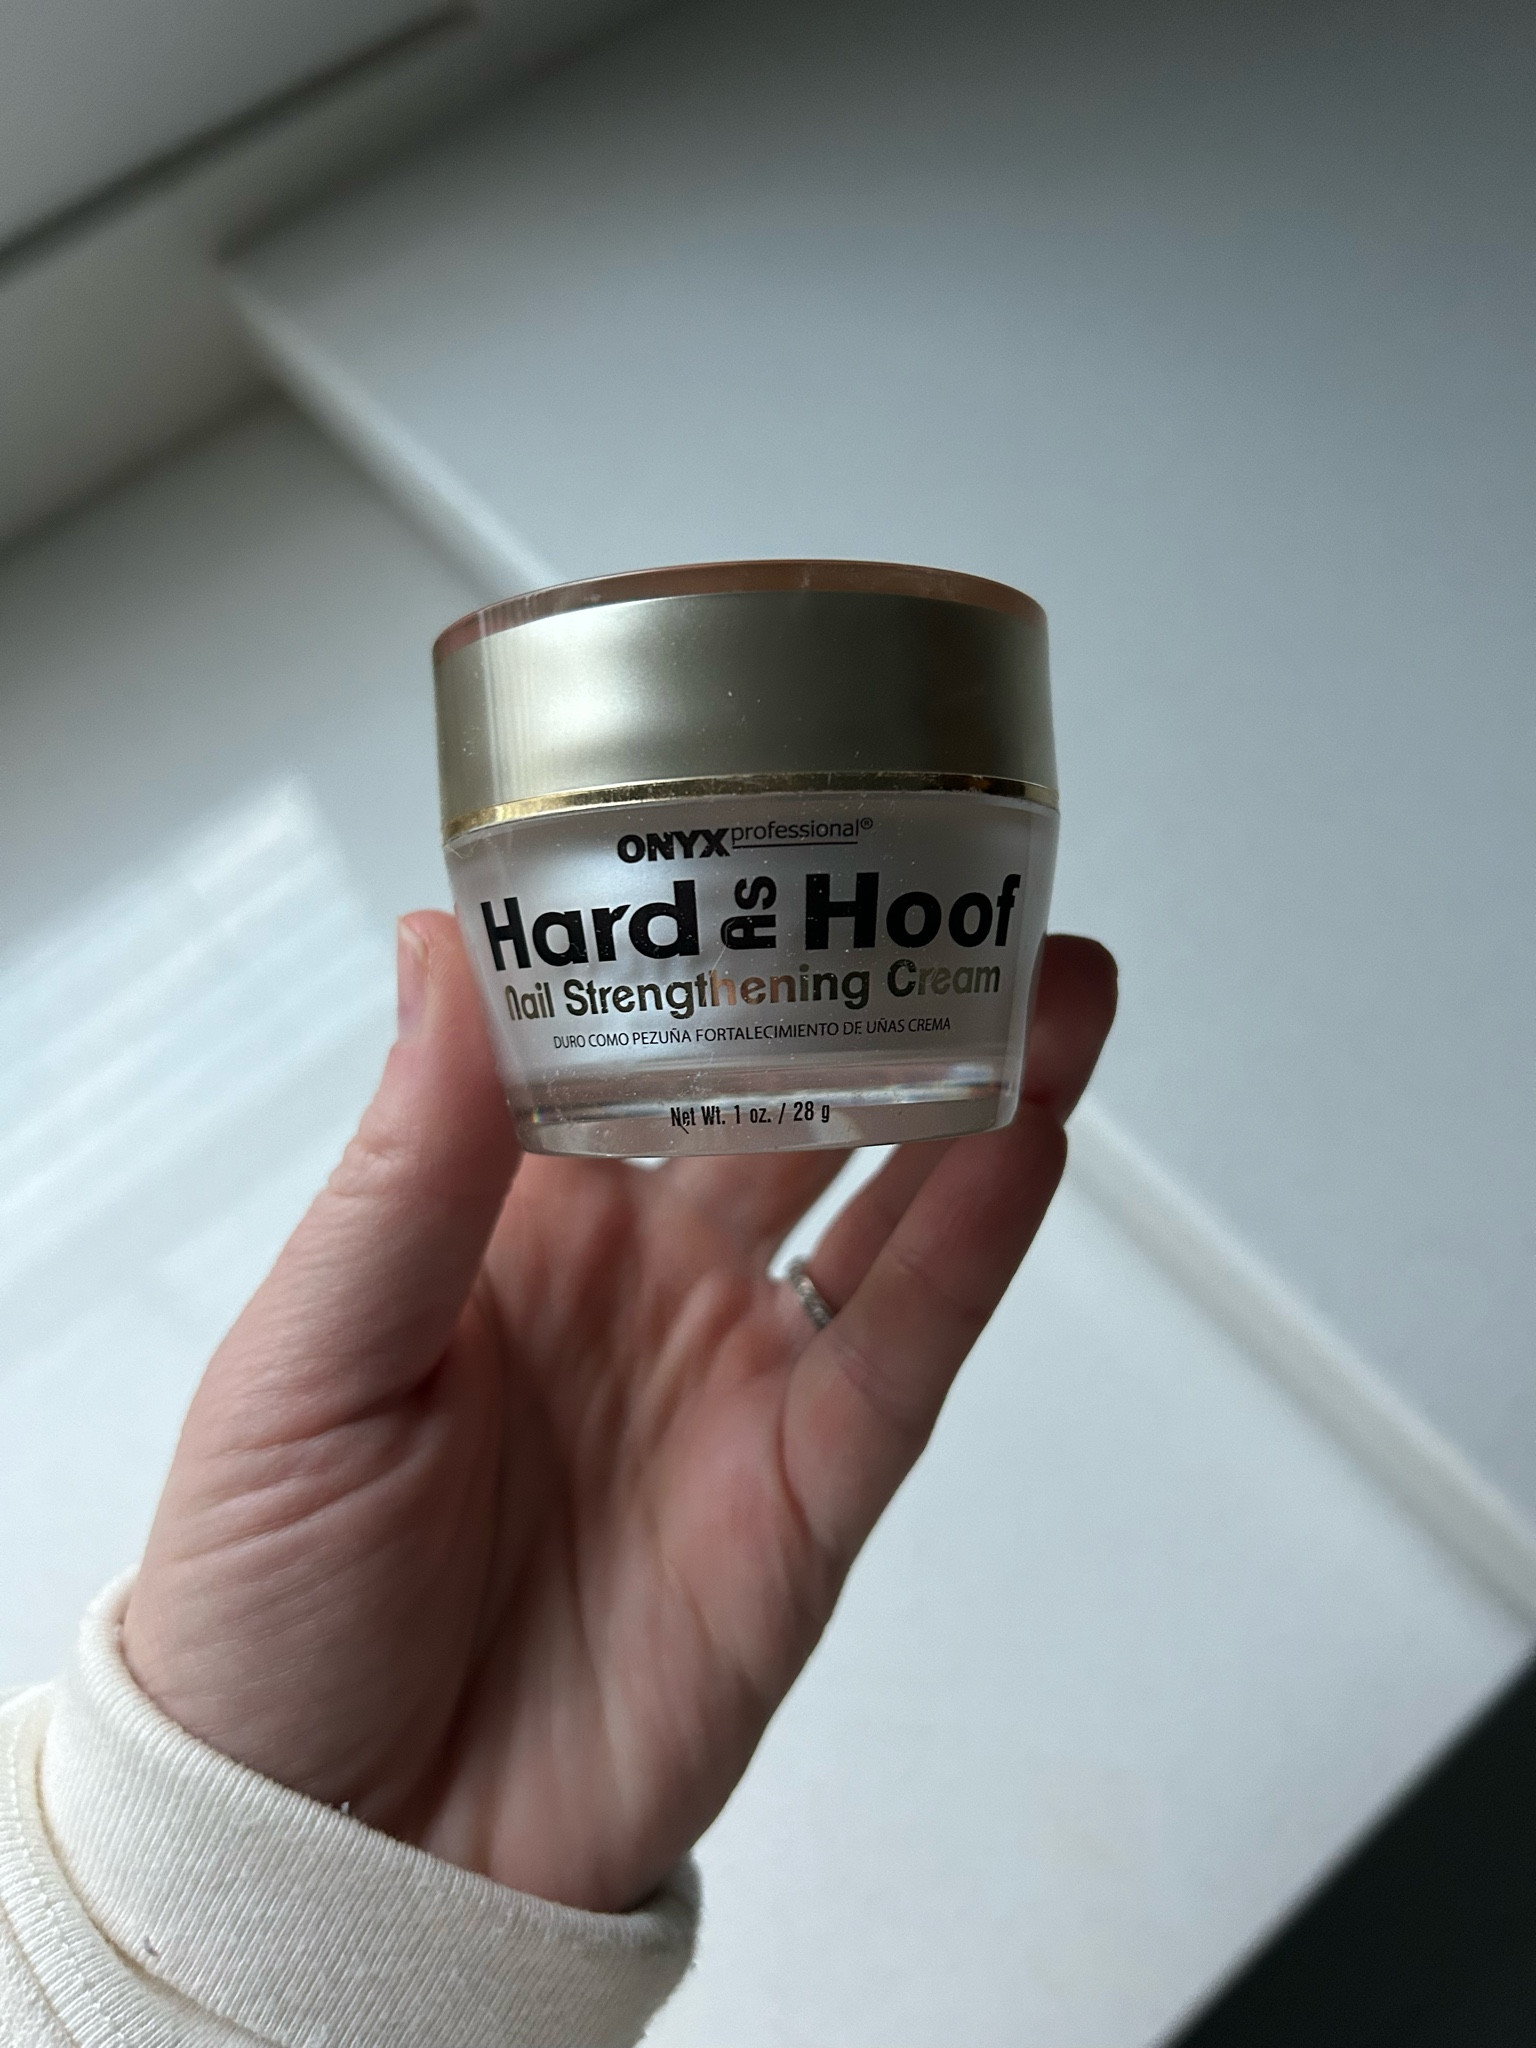 ONYX professional®
Hard As Hoof
Nail Strengthening Cream
DURO COMO PEZUÑA FORTALECIMIENTO DE UÑAS CREMA
Net Wt. 1 oz. / 28 g